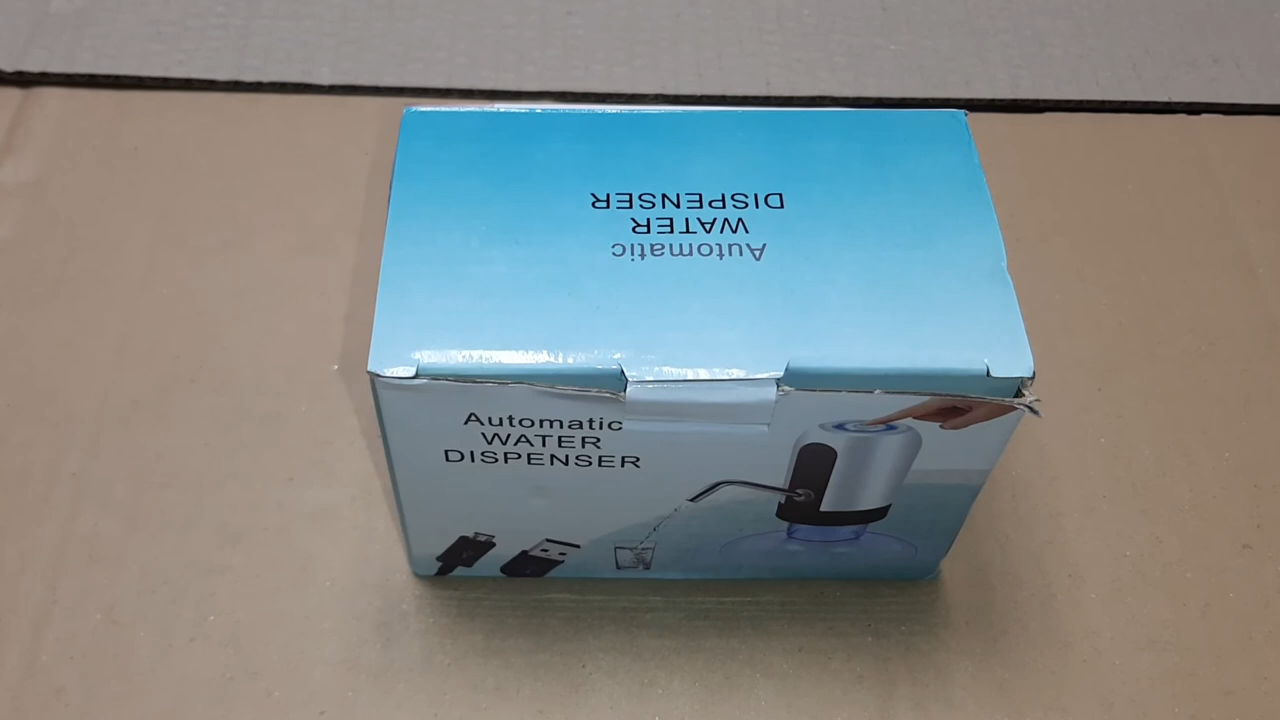 Automatic
WATER
DISPENSER
Automatic
WATER
DISPENSER